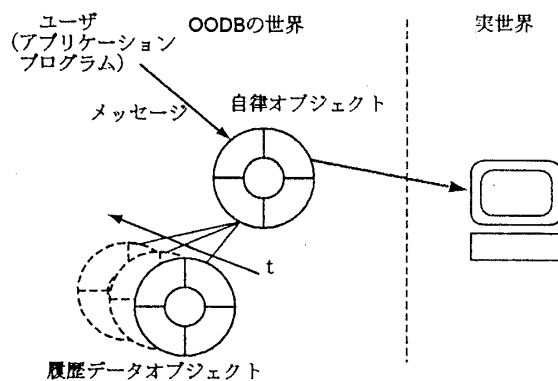 ユーザ
(アプリケーション
プログラム)
OODBの世界
実世界
メッセージ
自律オブジェクト
t
履歴データオブジェクト